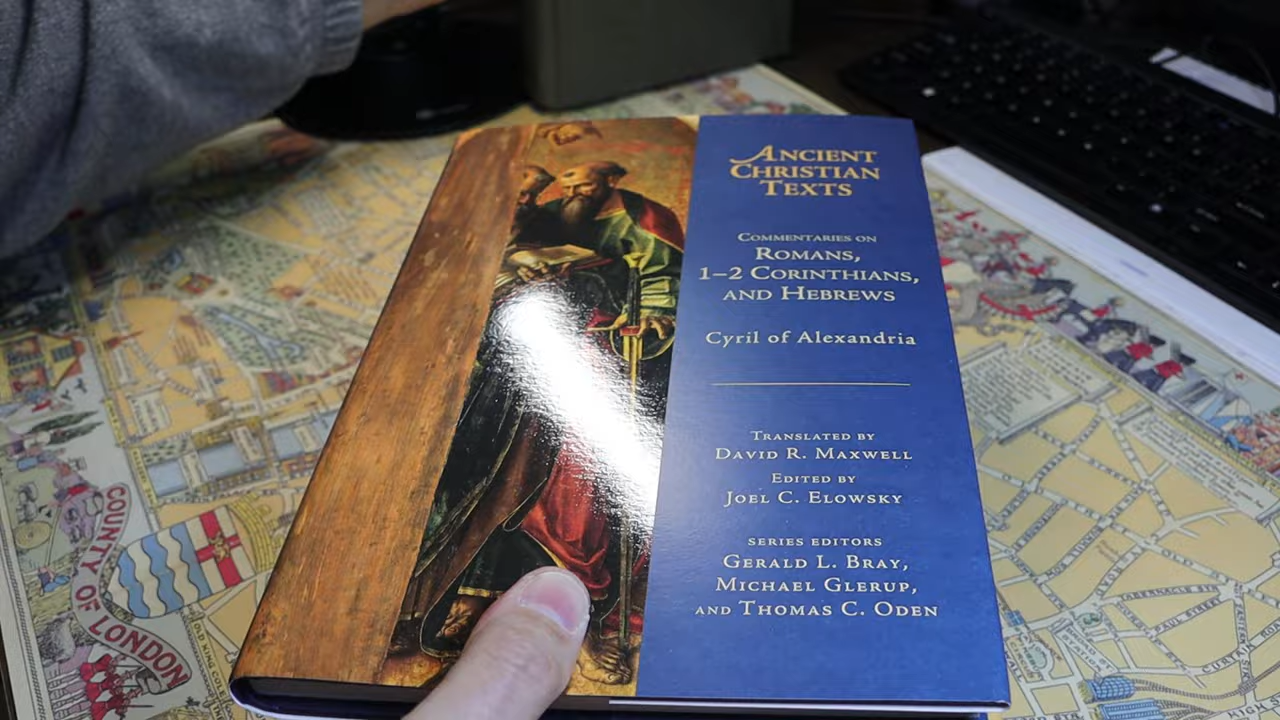 ANCIENT
CHRISTIAN
TEXTS
COMMENTARIES ON
ROMANS,
1–2 CORINTHIANS,
AND HEBREWS
Cyril of Alexandria
TRANSLATED BY
DAVID R. MAXWELL
EDITED BY
JOEL C. ELOWSKY
SERIES EDITORS
GERALD L. BRAY,
MICHAEL GLERUP,
AND THOMAS C. ODEN
COUNTY OF LONDON